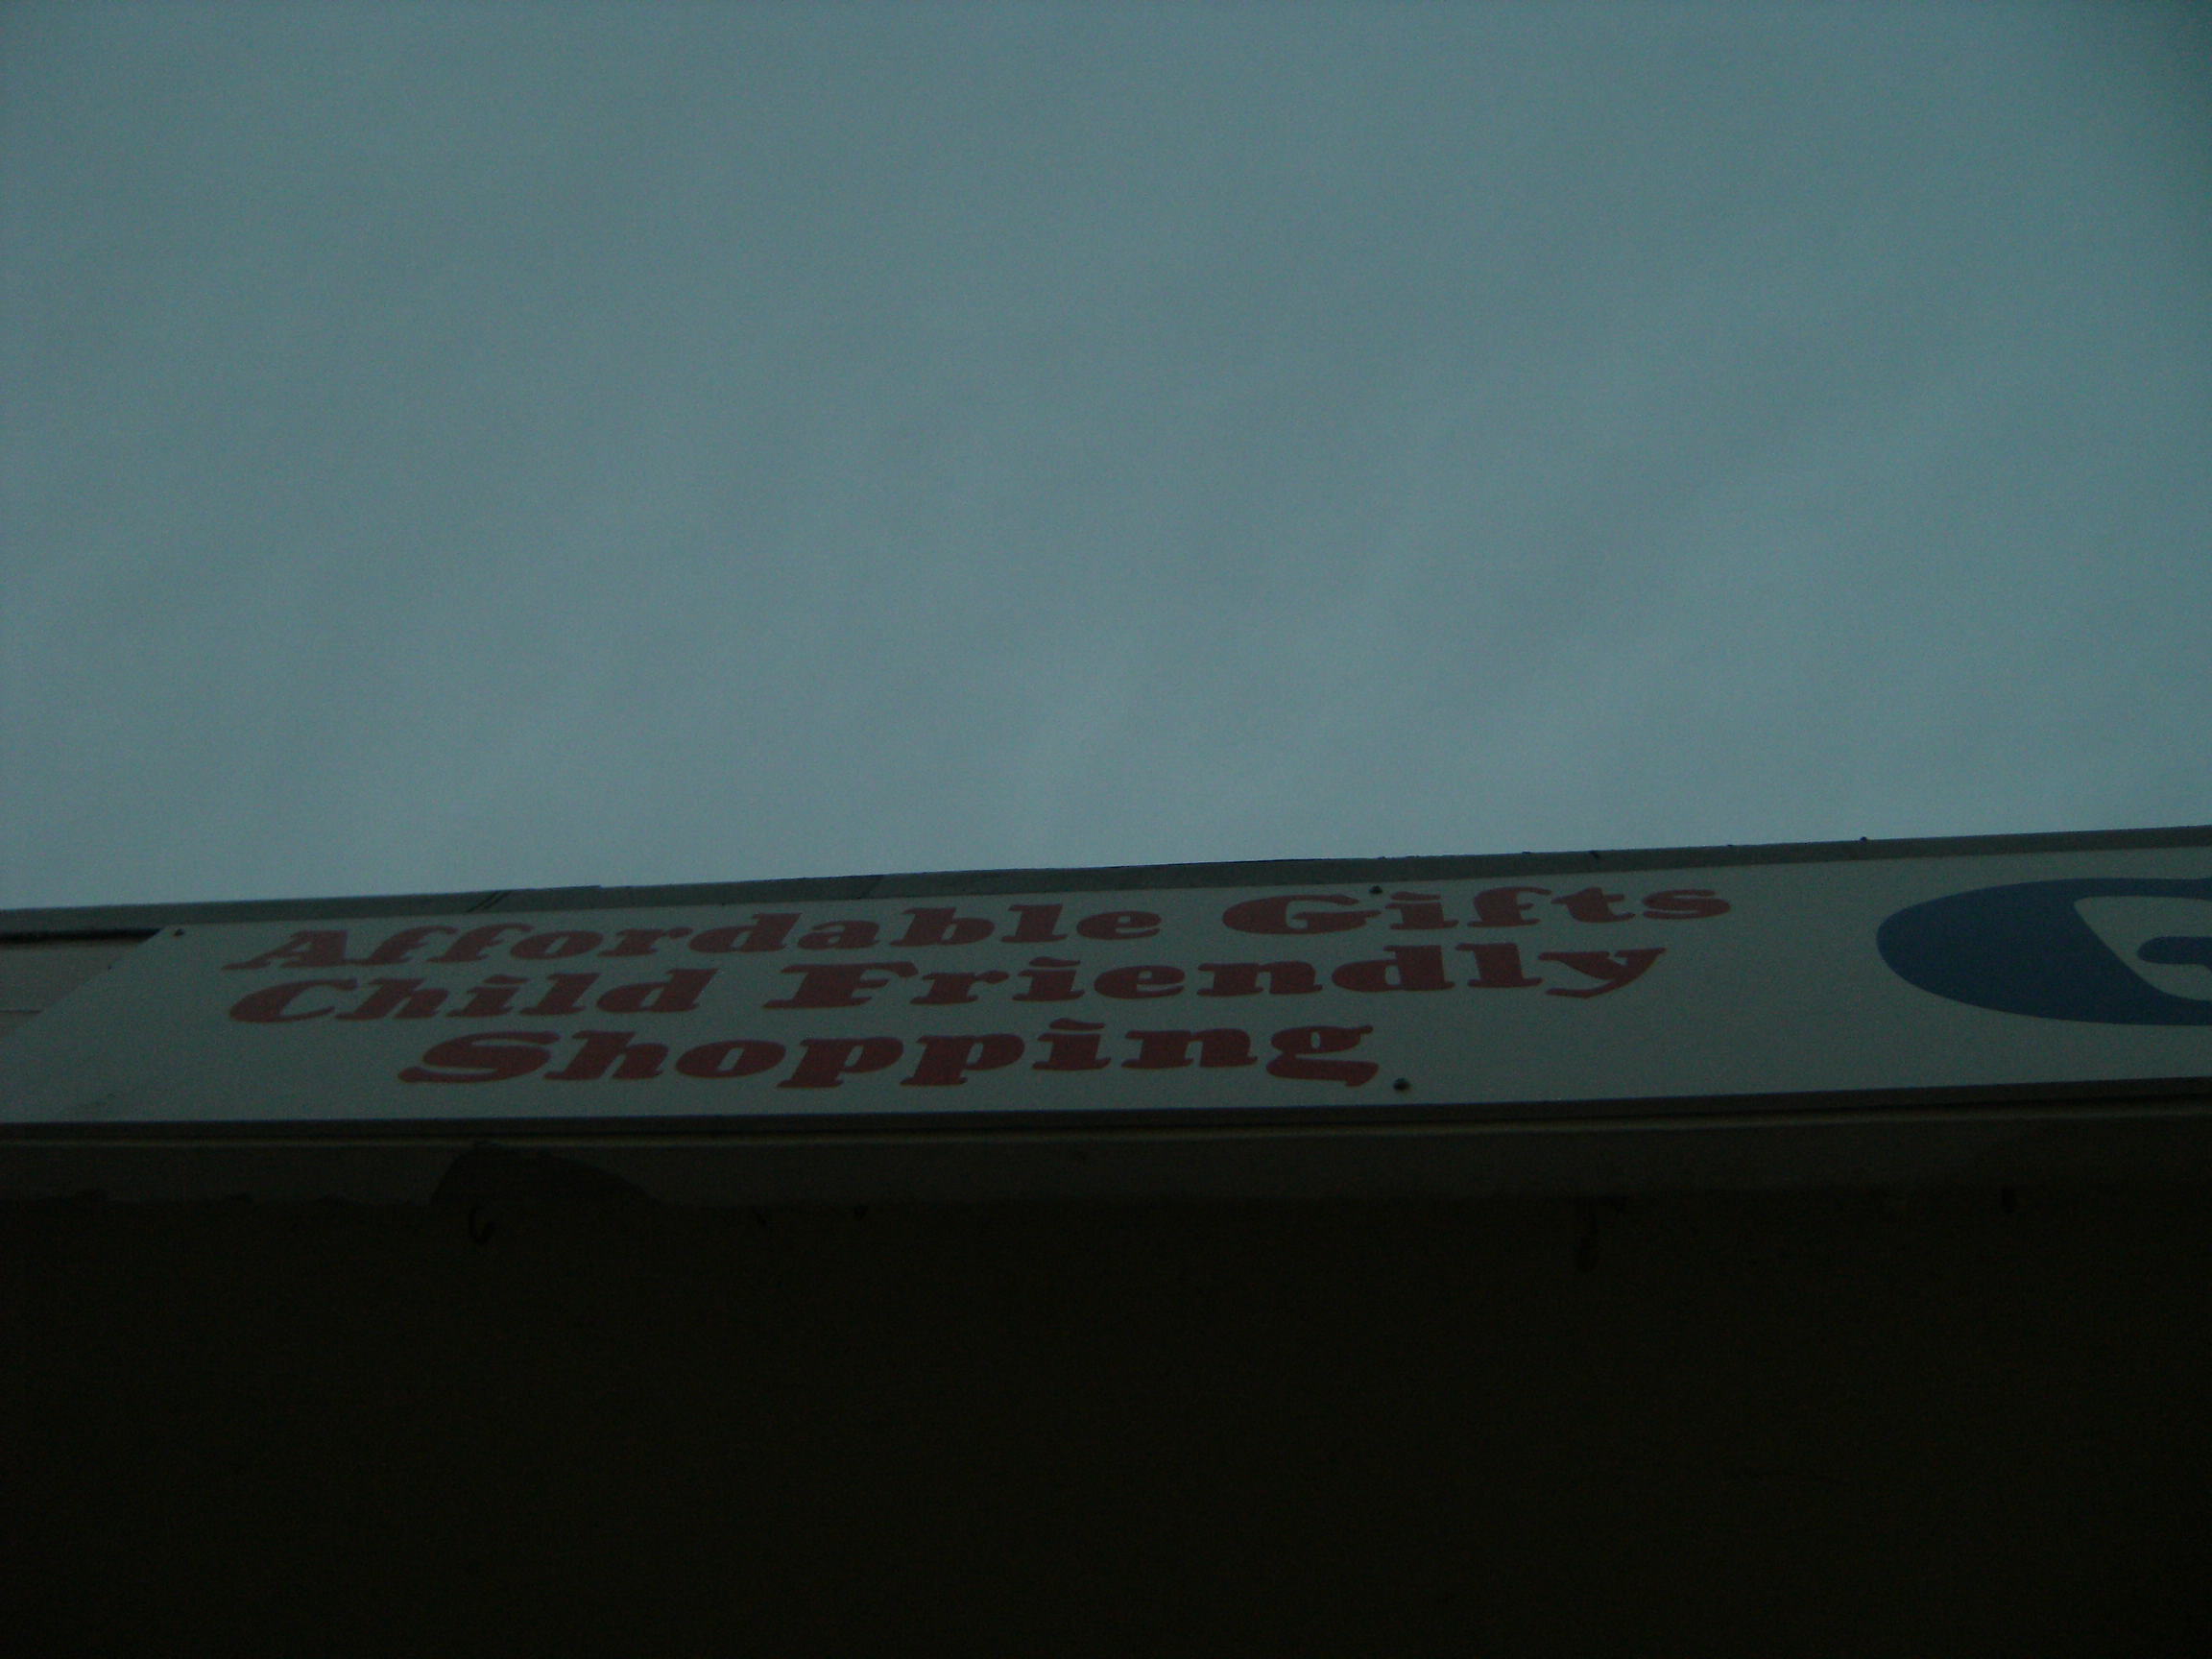 Affordable Gifts
Child Friendly
Shopping